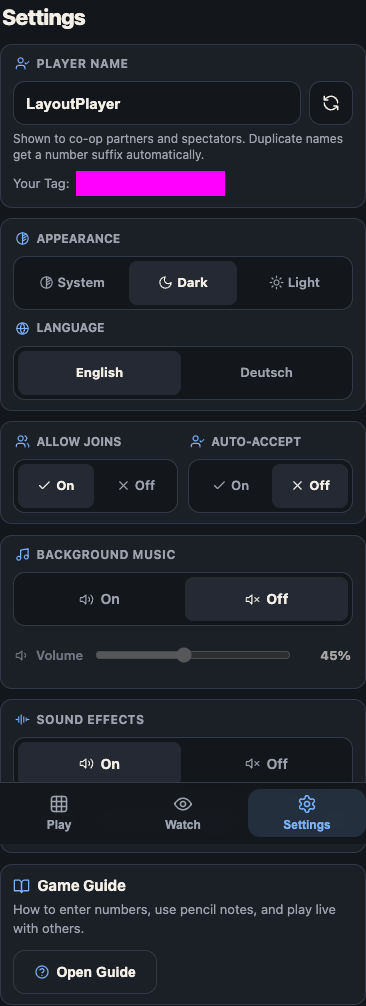 Settings
PLAYER NAME
LayoutPlayer
Shown to co-op partners and spectators. Duplicate names
get a number suffix automatically.
Your Tag:
APPEARANCE
System Dark Light
LANGUAGE
English Deutsch
ALLOW JOINS AUTO-ACCEPT
On Off On Off
BACKGROUND MUSIC
On Off
Volume 45%
SOUND EFFECTS
On Off
Play Watch Settings
Game Guide
How to enter numbers, use pencil notes, and play live
with others.
Open Guide